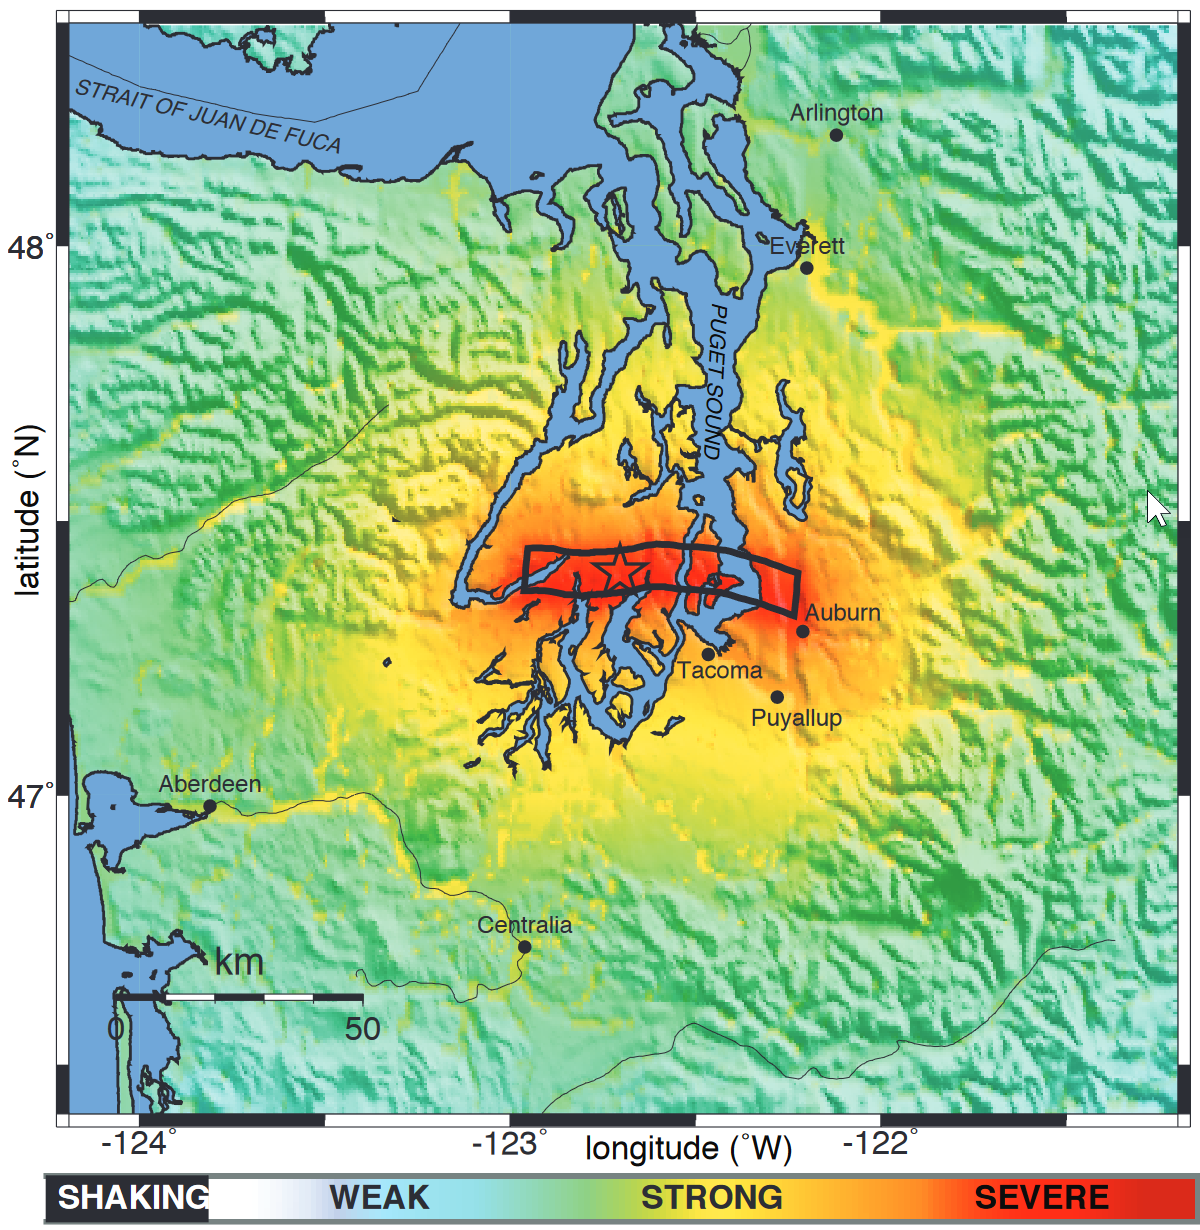 STRAIT OF JUAN DE FUCA
Arlington
48°
Everett
PUGET SOUND
latitude (°N)
Auburn
Tacoma
Puyallup
47°
Aberdeen
Centralia
km
0 50
-124° -123° -122°
longitude (°W)
SHAKING WEAK STRONG SEVERE